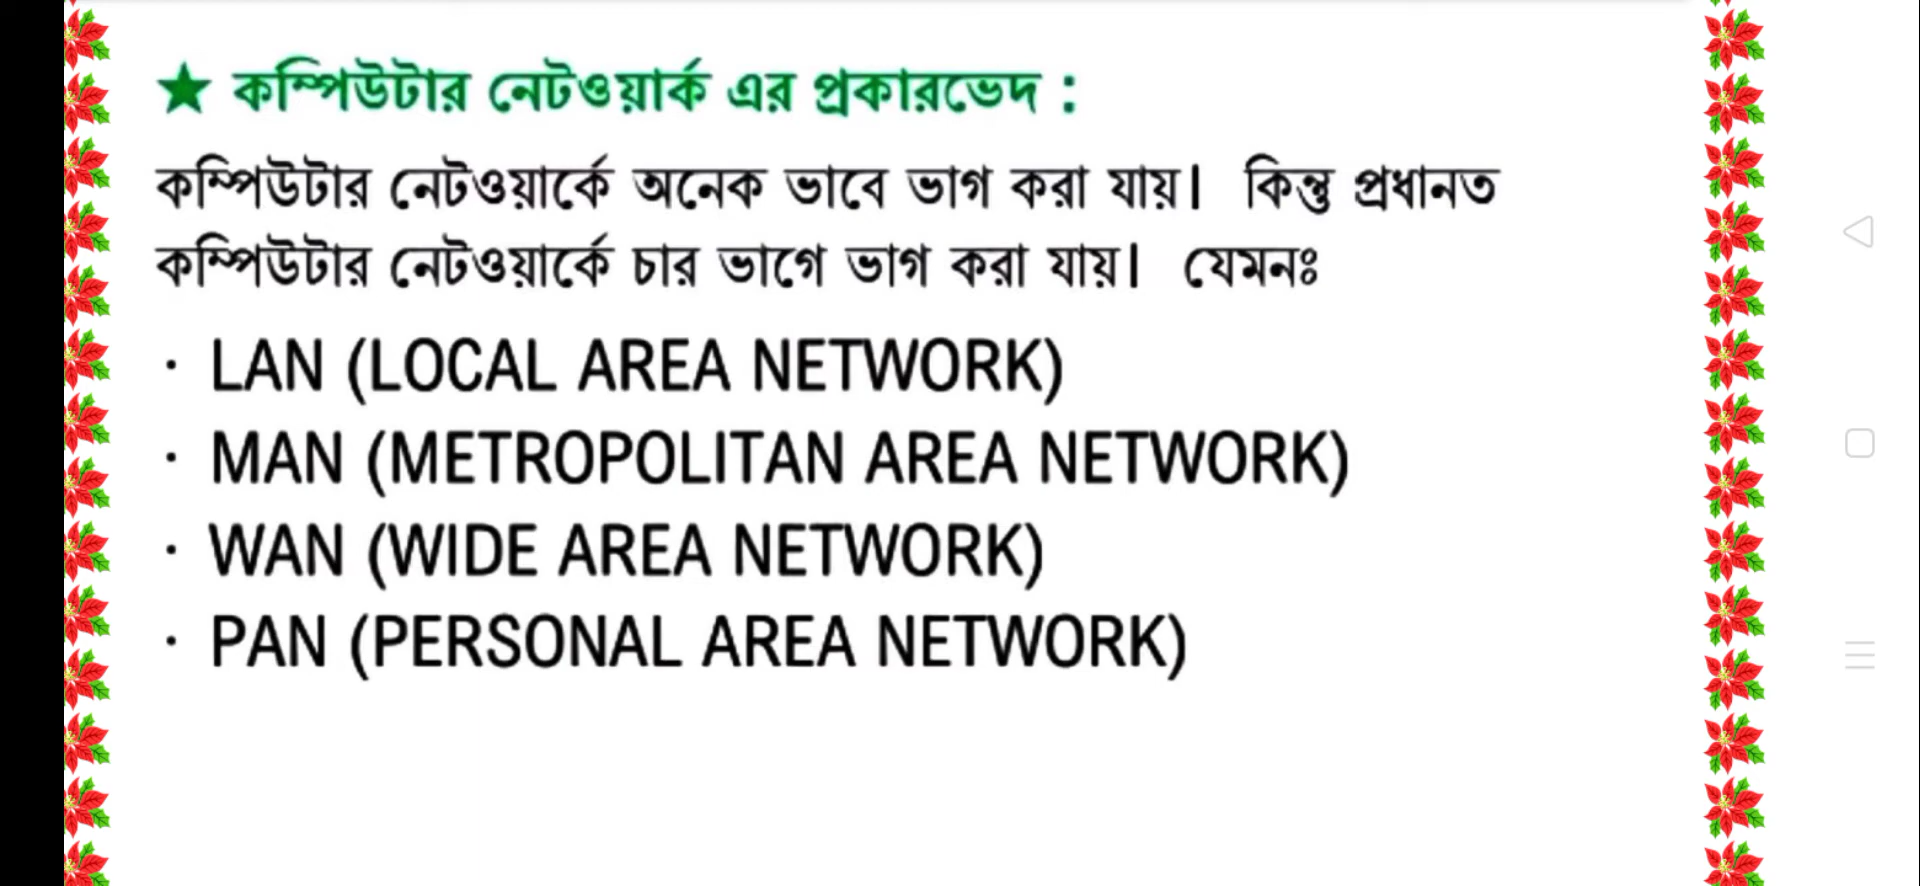 ★ কম্পিউটার নেটওয়ার্ক এর প্রকারভেদ :
কম্পিউটার নেটওয়ার্কে অনেক ভাবে ভাগ করা যায়। কিন্তু প্রধানত
কম্পিউটার নেটওয়ার্কে চার ভাগে ভাগ করা যায়। যেমনঃ
· LAN (LOCAL AREA NETWORK)
· MAN (METROPOLITAN AREA NETWORK)
· WAN (WIDE AREA NETWORK)
· PAN (PERSONAL AREA NETWORK)